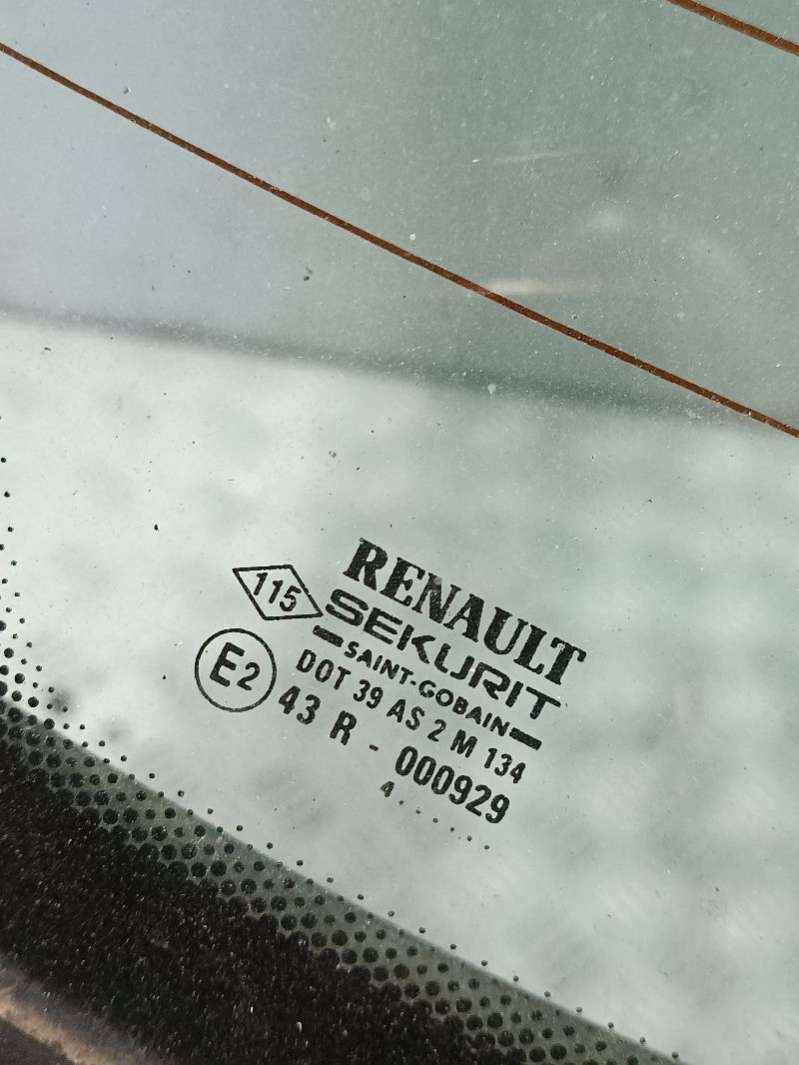 RENAULT
115
SEKURIT
SAINT-GOBAIN
E2
DOT 39 AS 2 M 134
43 R - 000929
4. . . . . .